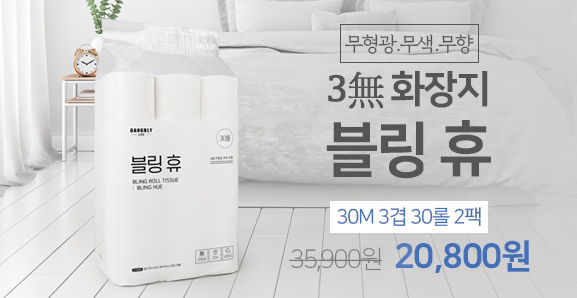 무형광.무색.무향
3無 화장지
블링 휴
30M 3겹 30롤 2팩
35,900원 20,800원
GANGBLY
LIFE
30롤
블링 휴
BLING ROLL TISSUE
BLING HUE
無